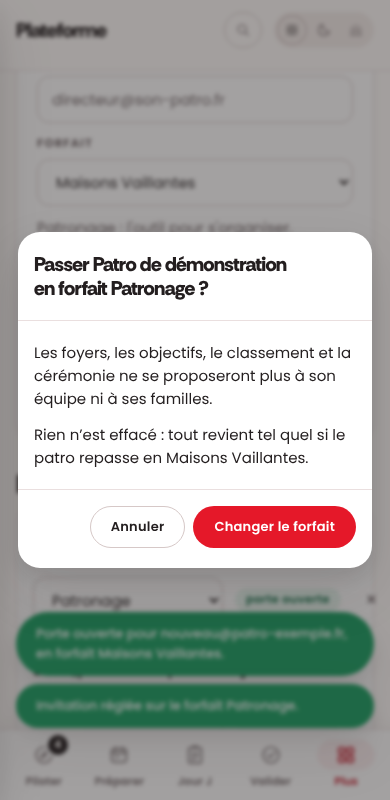 Plateforme
directeur@son-patro.fr
FORFAIT
Maisons Vaillantes
Patronage : l'outil pour s'organiser.
Passer Patro de démonstration
en forfait Patronage ?
Les foyers, les objectifs, le classement et la
cérémonie ne se proposeront plus à son
équipe ni à ses familles.
Rien n’est effacé : tout revient tel quel si le
patro repasse en Maisons Vaillantes.
Annuler
Changer le forfait
Patronage
porte ouverte
Porte ouverte pour nouveau@patro-exemple.fr,
en forfait Maisons Vaillantes.
Invitation réglée sur le forfait Patronage.
Piloter
Préparer
Jour J
Valider
Plus